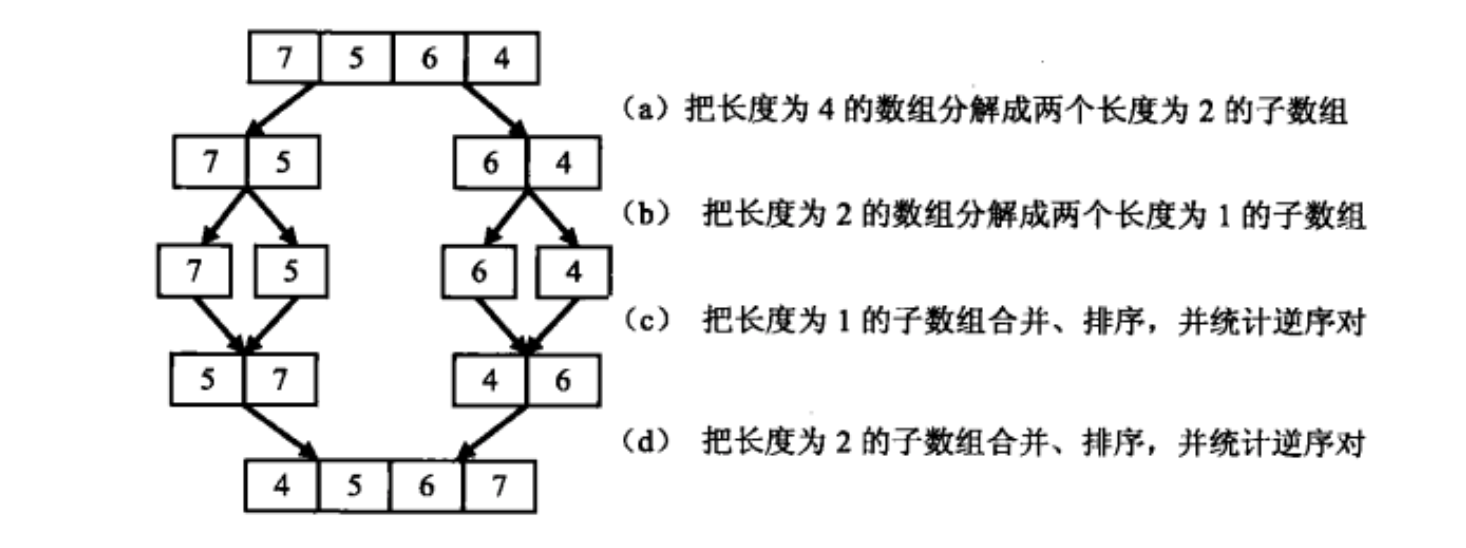 7 5 6 4
（a）把长度为 4 的数组分解成两个长度为 2 的子数组
7 5 6 4
（b） 把长度为 2 的数组分解成两个长度为 1 的子数组
7 5 6 4
（c） 把长度为 1 的子数组合并、排序，并统计逆序对
5 7 4 6
（d） 把长度为 2 的子数组合并、排序，并统计逆序对
4 5 6 7